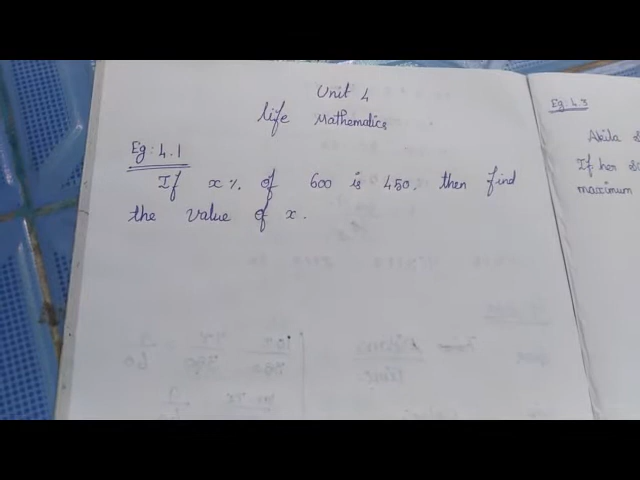 Unit 4
life Mathematics
Eg: 4.1
If x %. of 600 is 450. then find
the value of x.
Eg: 4.3
Akila
If her
maximum